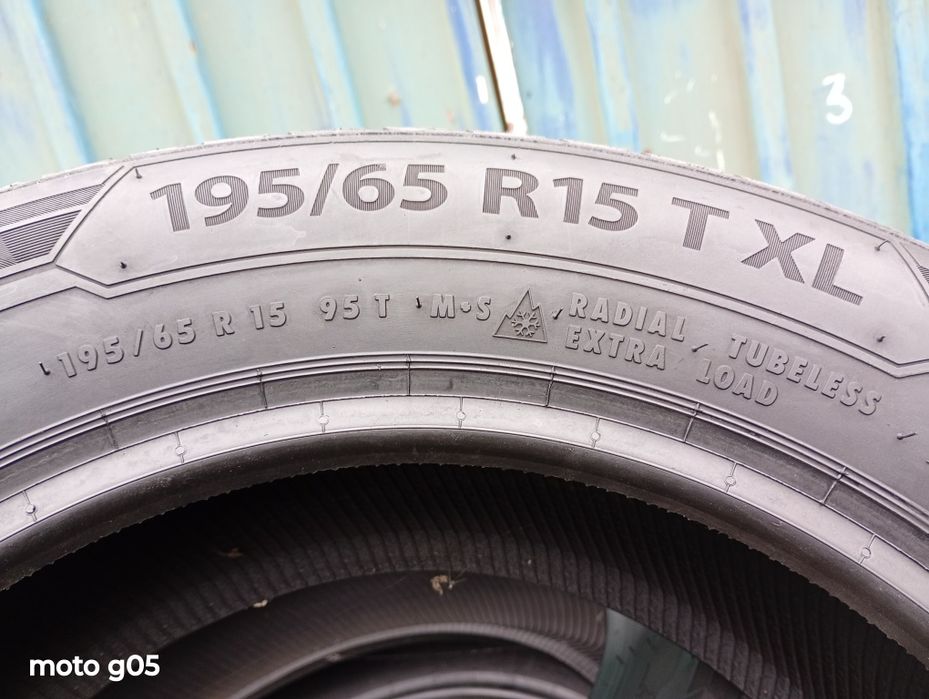 3
195/65 R15 T XL
195/65 R 15 95 T M+S RADIAL TUBELESS
EXTRA LOAD
moto g05